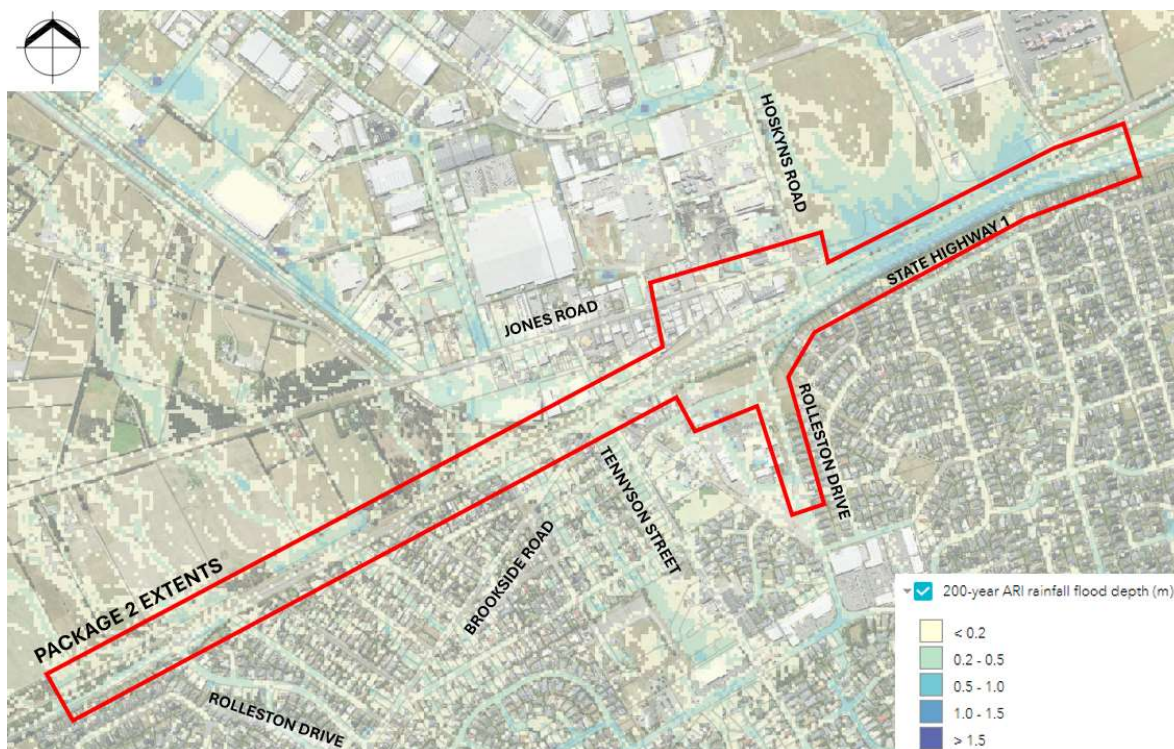 HOSKYNS ROAD
STATE HIGHWAY 1
JONES ROAD
ROLLESTON DRIVE
TENNYSON STREET
BROOKSIDE ROAD
PACKAGE 2 EXTENTS
ROLLESTON DRIVE
200-year ARI rainfall flood depth (m)
< 0.2
0.2 - 0.5
0.5 - 1.0
1.0 - 1.5
> 1.5